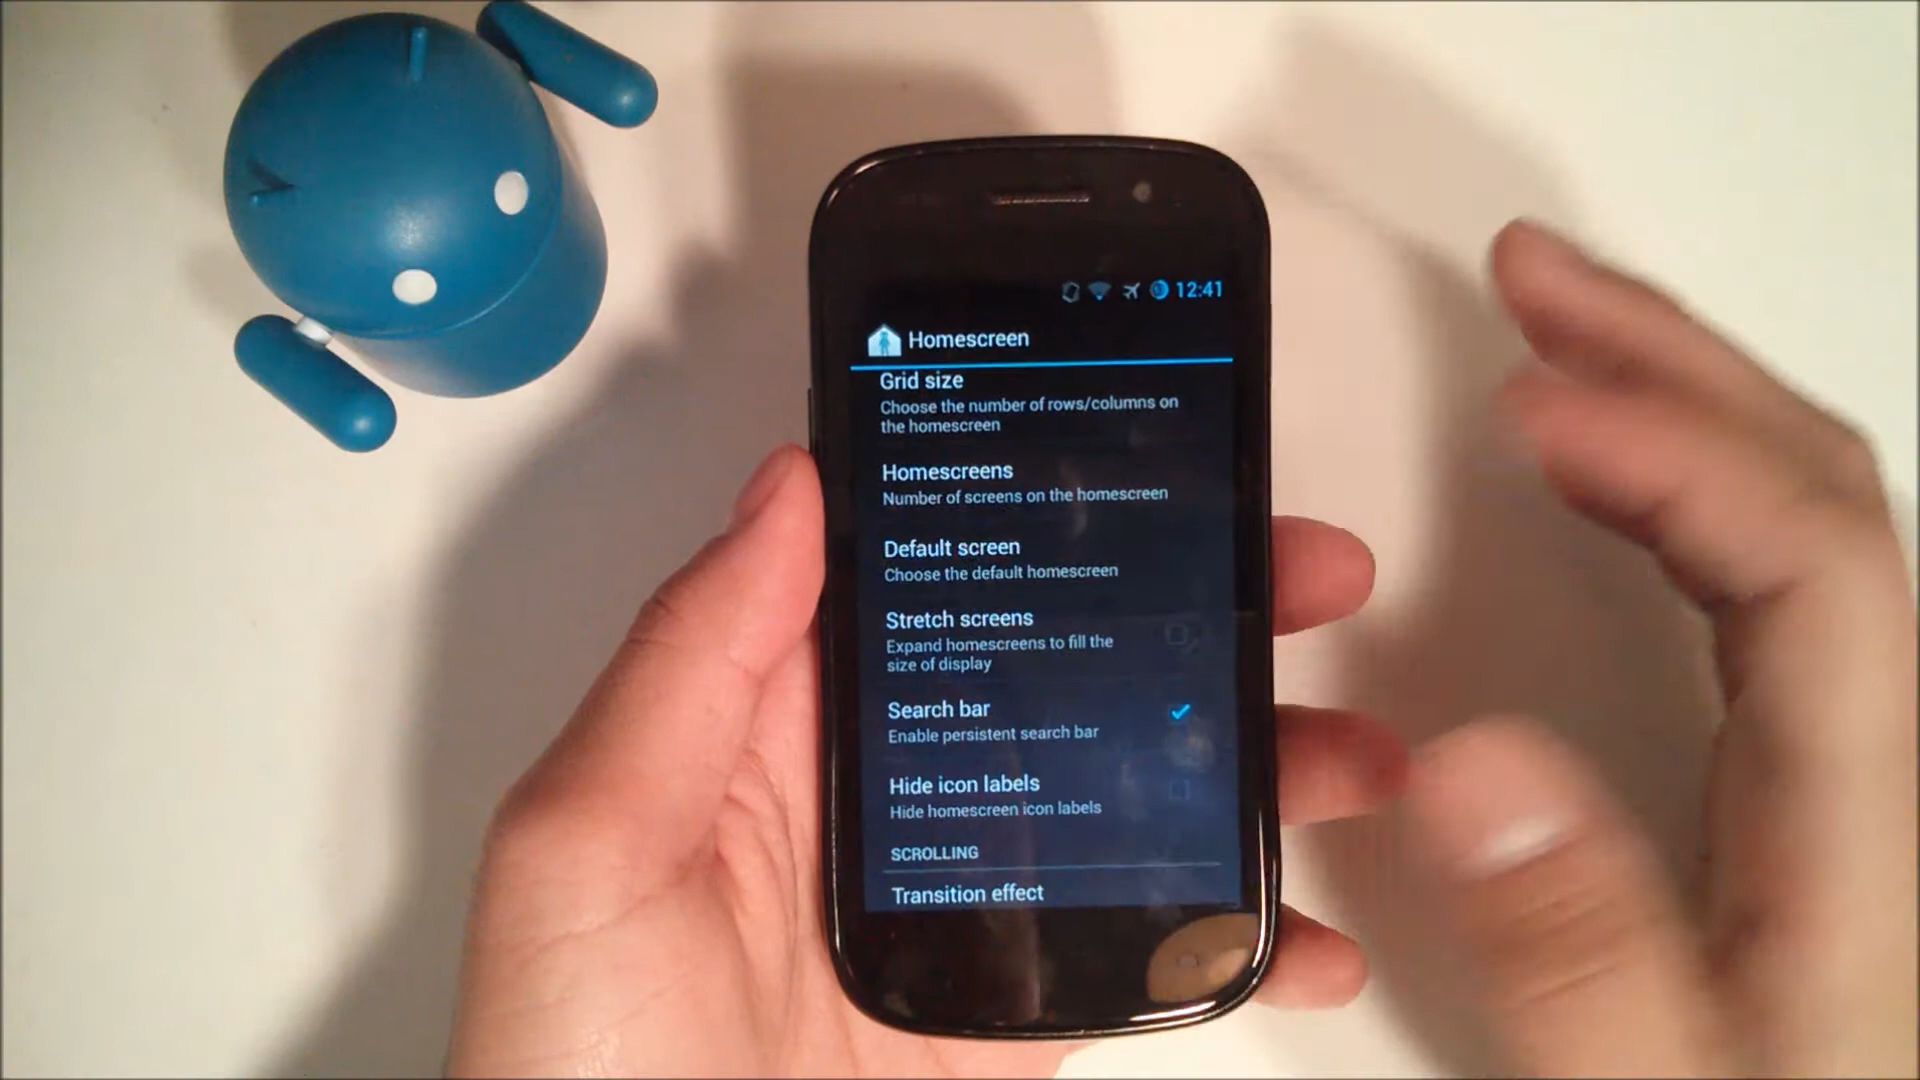 12:41
Homescreen
Grid size
Choose the number of rows/columns on
the homescreen
Homescreens
Number of screens on the homescreen
Default screen
Choose the default homescreen
Stretch screens
Expand homescreens to fill the
size of display
Search bar
Enable persistent search bar
Hide icon labels
Hide homescreen icon labels
SCROLLING
Transition effect